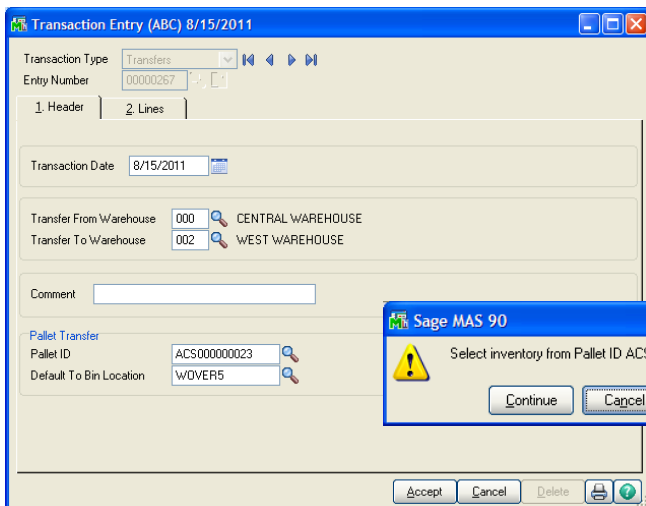 Transaction Entry (ABC) 8/15/2011
Transaction Type Transfers
Entry Number 00000267
1. Header 2. Lines
Transaction Date 8/15/2011
Transfer From Warehouse 000 CENTRAL WAREHOUSE
Transfer To Warehouse 002 WEST WAREHOUSE
Comment
Pallet Transfer
Pallet ID ACS000000023
Default To Bin Location WOVER5
Sage MAS 90
Select inventory from Pallet ID ACS
Continue Cancel
Accept Cancel Delete